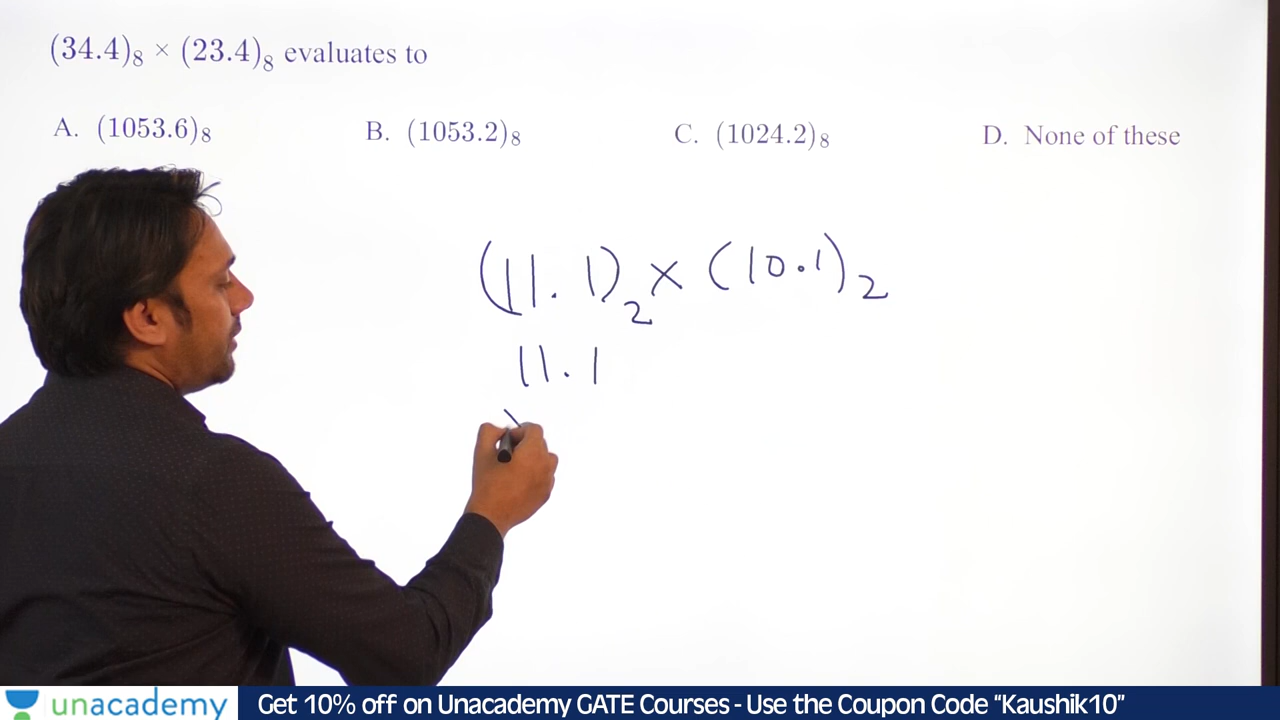 (34.4)₈ × (23.4)₈ evaluates to
A. (1053.6)₈ B. (1053.2)₈ C. (1024.2)₈ D. None of these
(11.1)₂ × (10.1)₂
11.1
unacademy Get 10% off on Unacademy GATE Courses - Use the Coupon Code “Kaushik10”